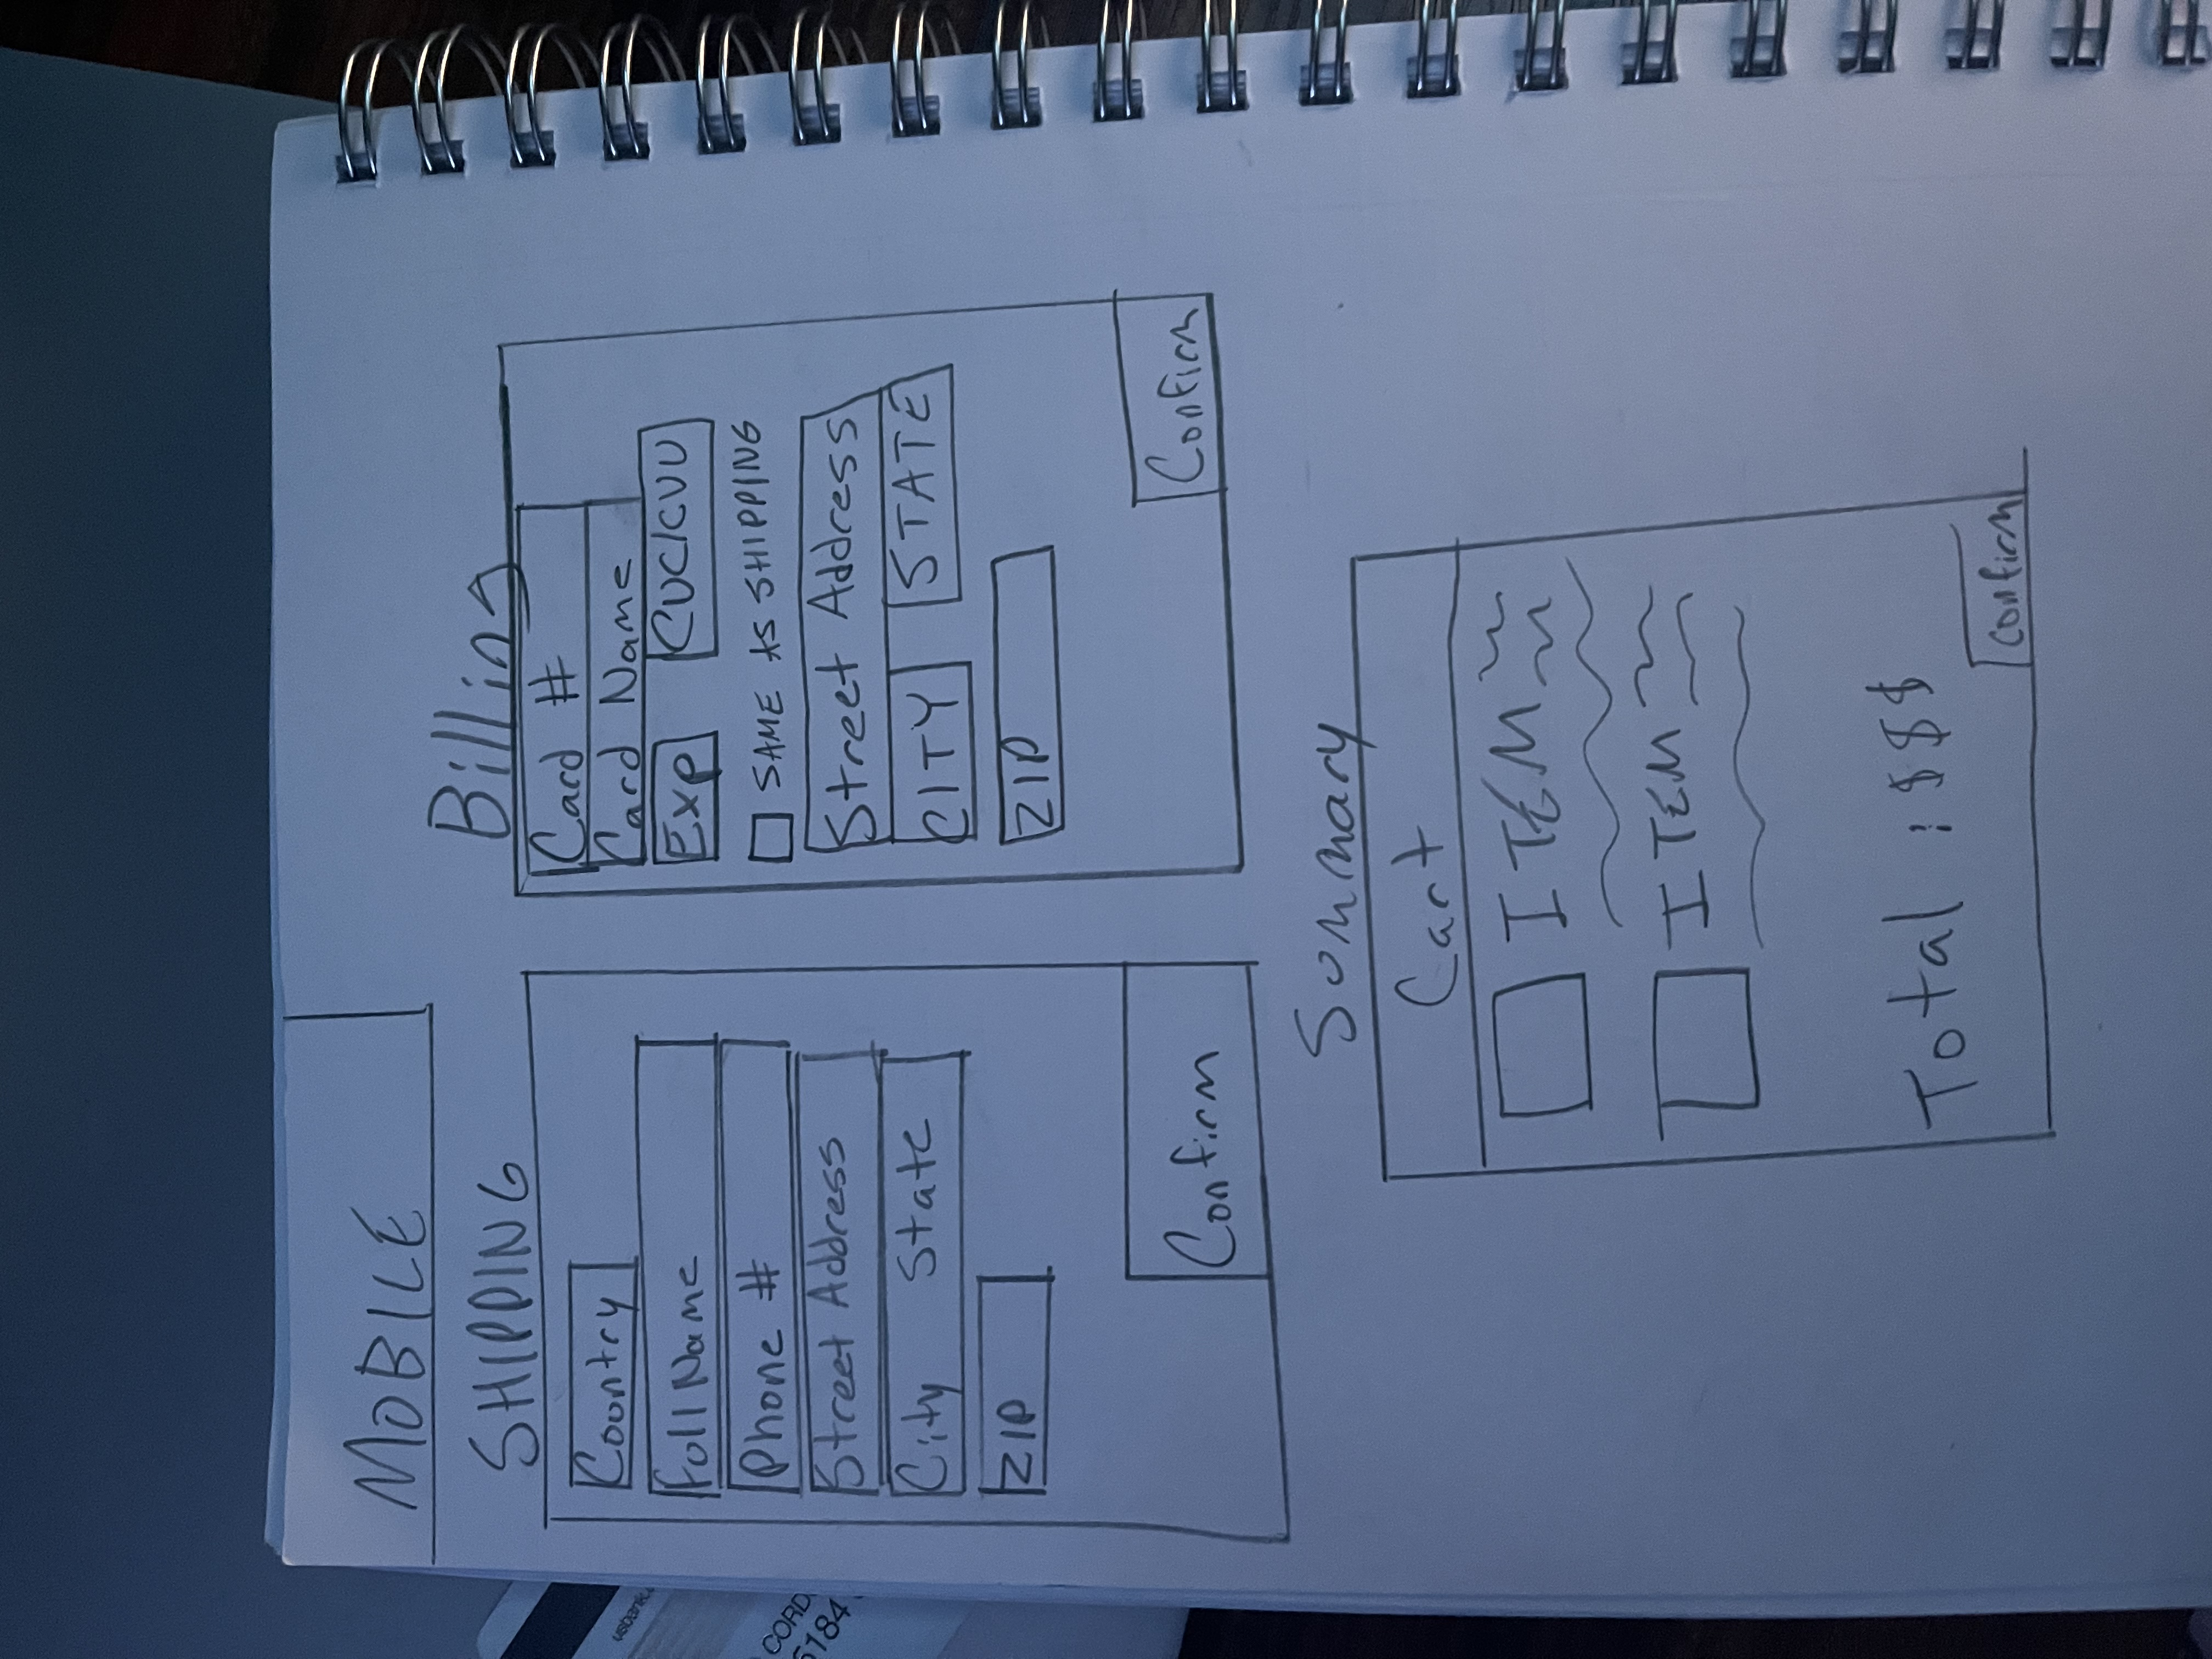 MOBILE
SHIPPING
Country
Full Name
Phone #
Street Address
City State
ZIP
Confirm
Billing
Card #
Card Name
Exp CVC/CVV
SAME AS SHIPPING
Street Address
CITY STATE
ZIP
Confirm
Summary
Cart
ITEM
ITEM
Total : $$$
Confirm
usbank
CORD
5184